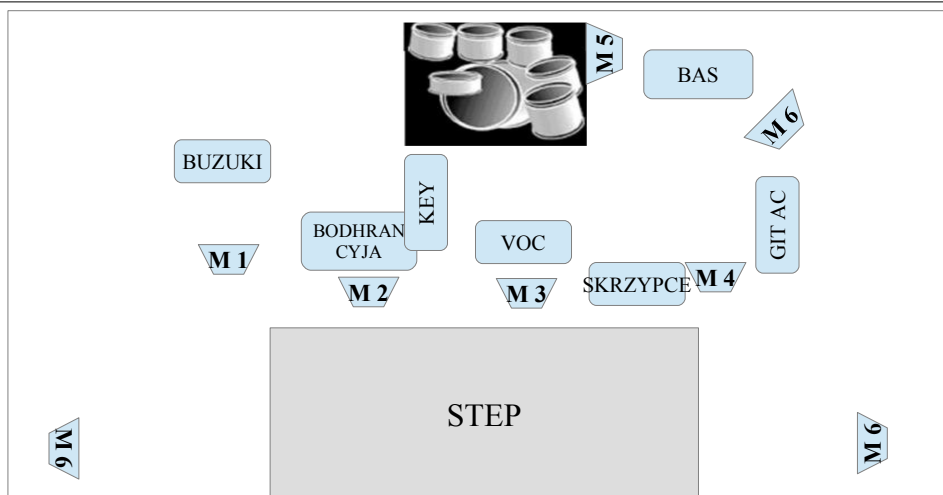 M 5
BAS
M 6
BUZUKI
KEY
GIT AC
BODHRAN
CYJA
VOC
M 1
M 2
M 3
SKRZYPCE
M 4
STEP
M 6
M 6